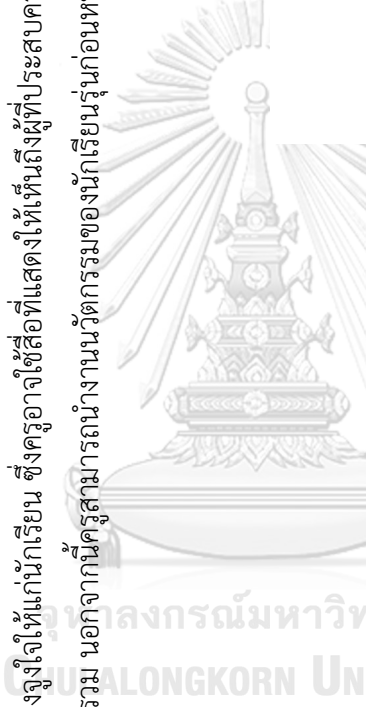 งจูงใจให้แก่นักเรียน ซึ่งครูอาจใช้สื่อที่แสดงให้เห็นถึงผู้ที่ประสบคว
รวม นอกจากนี้ครูสามารถนำงานนวัตกรรมของนักเรียนรุ่นก่อนห
จุฬาลงกรณ์มหาวิท
CHULALONGKORN UN